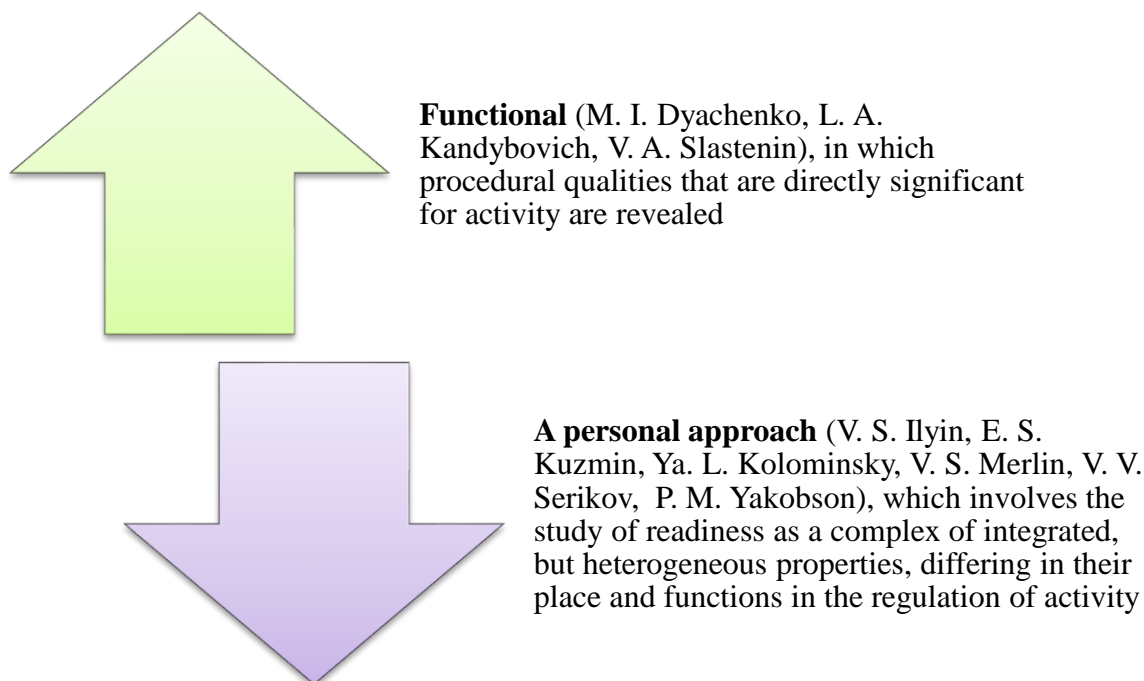 Functional (M. I. Dyachenko, L. A.
Kandybovich, V. A. Slastenin), in which
procedural qualities that are directly significant
for activity are revealed
A personal approach (V. S. Ilyin, E. S.
Kuzmin, Ya. L. Kolominsky, V. S. Merlin, V. V.
Serikov, P. M. Yakobson), which involves the
study of readiness as a complex of integrated,
but heterogeneous properties, differing in their
place and functions in the regulation of activity